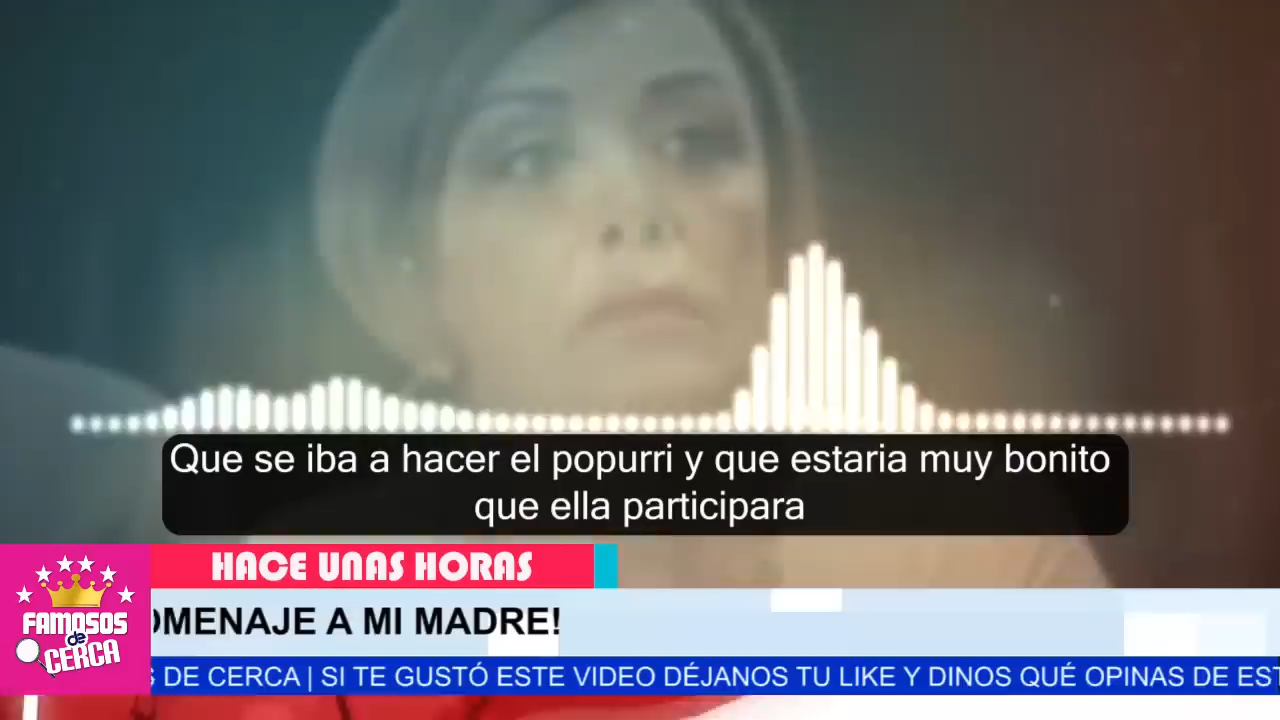 Que se iba a hacer el popurri y que estaria muy bonito
que ella participara
HACE UNAS HORAS
FAMOSOS
de
CERCA
OMENAJE A MI MADRE!
S DE CERCA | SI TE GUSTÓ ESTE VIDEO DÉJANOS TU LIKE Y DINOS QUÉ OPINAS DE EST